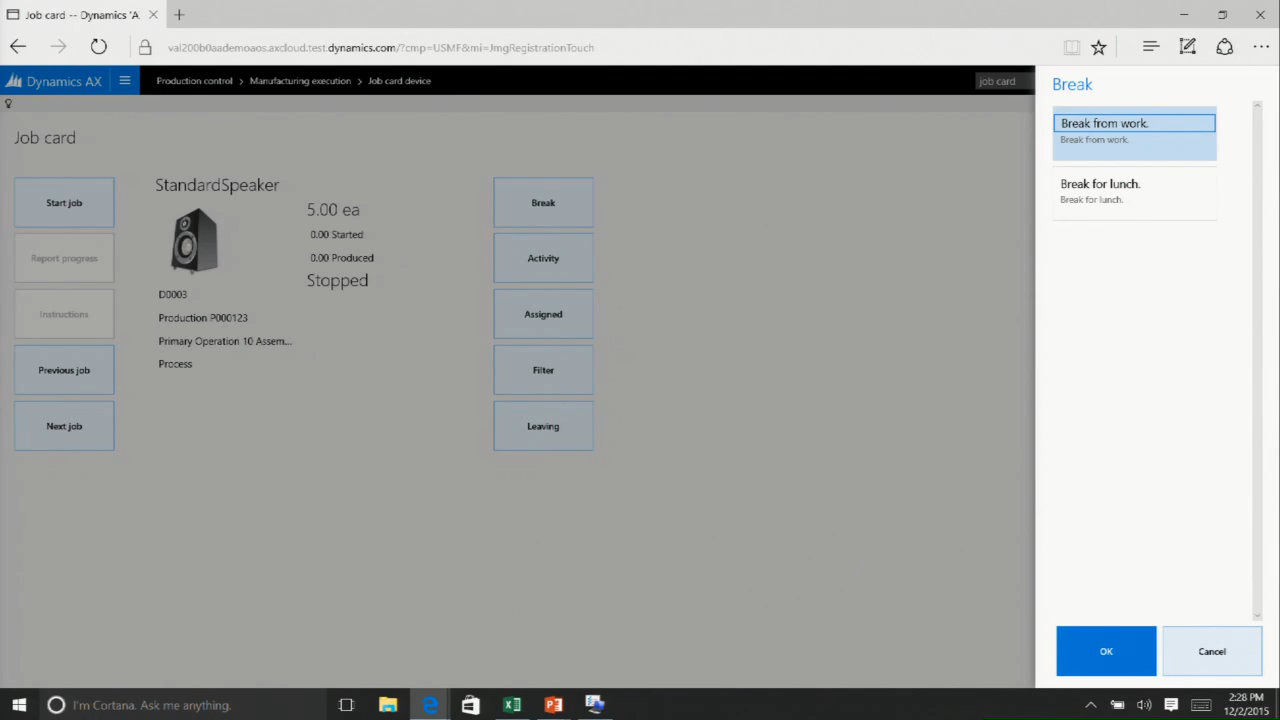 Job card -- Dynamics 'A
val200b0aademoaos.axcloud.test.dynamics.com/?cmp=USMF&mi=JmgRegistrationTouch
Dynamics AX
Production control > Manufacturing execution > Job card device
job card
Job card
Start job
Report progress
Instructions
Previous job
Next job
StandardSpeaker
5.00 ea
0.00 Started
0.00 Produced
Stopped
D0003
Production P000123
Primary Operation 10 Assem...
Process
Break
Activity
Assigned
Filter
Leaving
Break
Break from work.
Break from work.
Break for lunch.
Break for lunch.
OK
Cancel
I'm Cortana. Ask me anything.
2:28 PM
12/2/2015